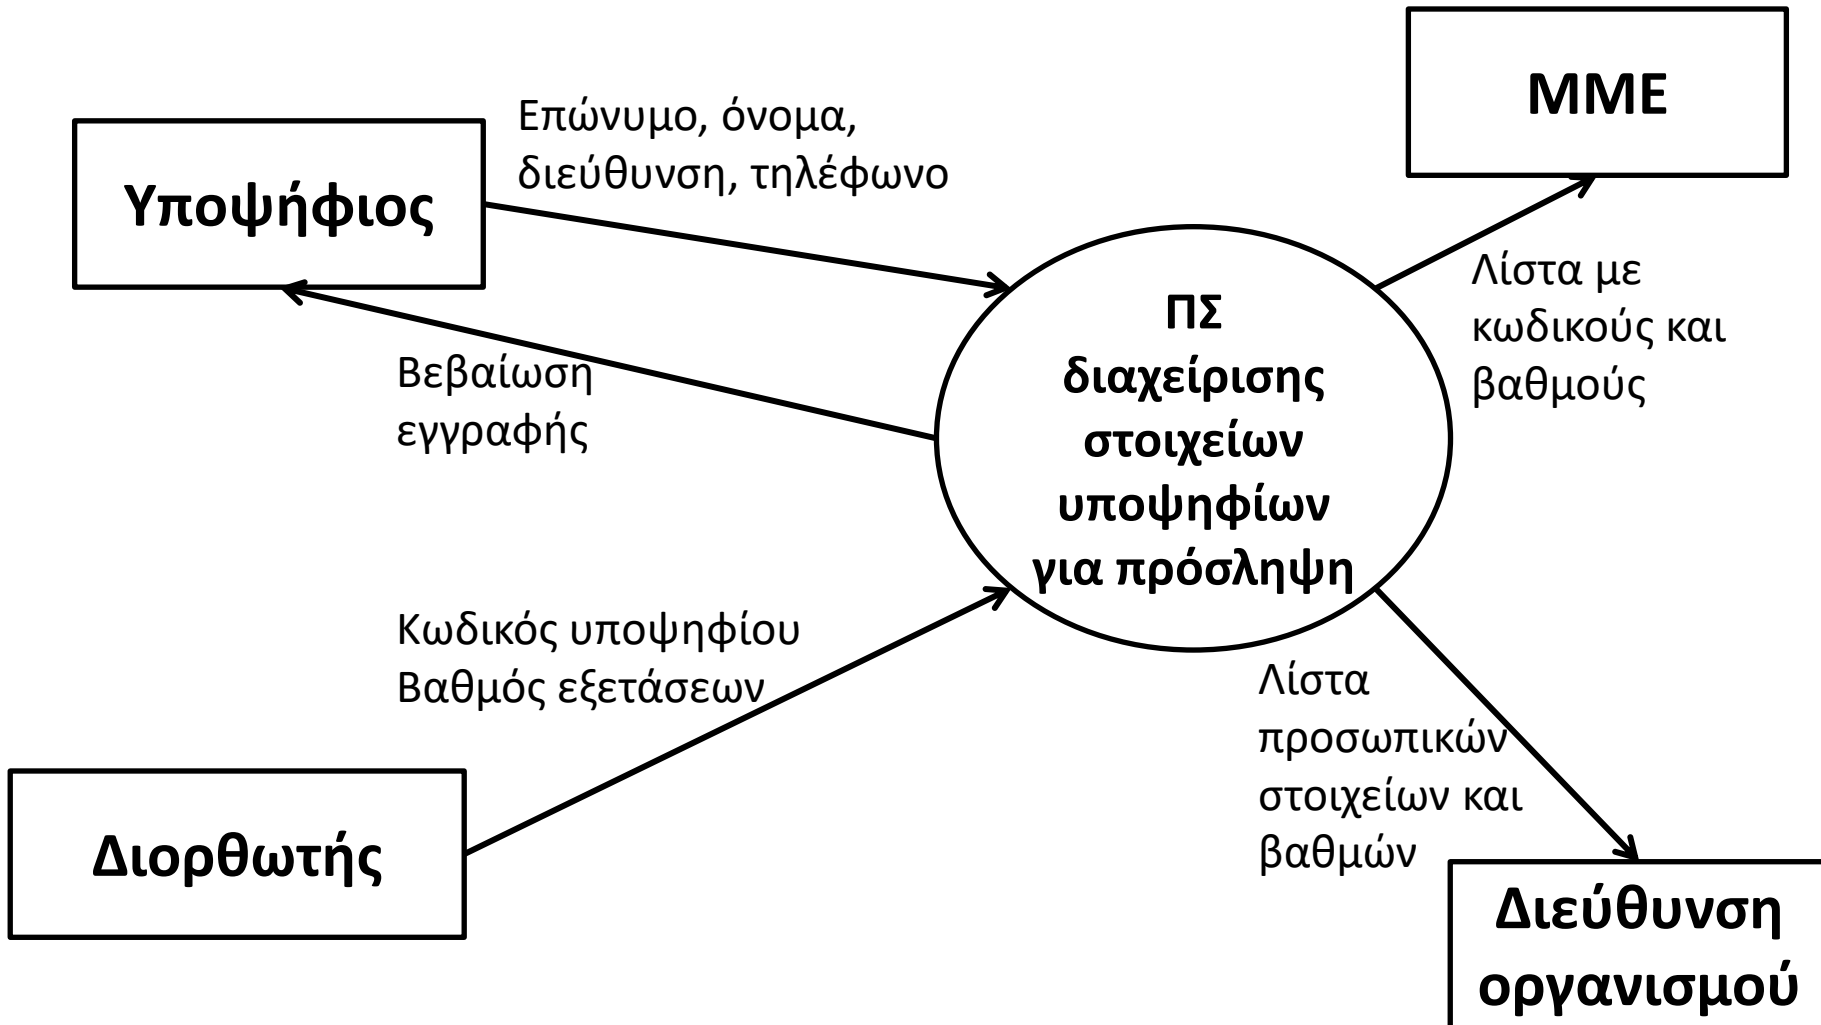 ΜΜΕ
Επώνυμο, όνομα,
διεύθυνση, τηλέφωνο
Υποψήφιος
Λίστα με
κωδικούς και
βαθμούς
ΠΣ
διαχείρισης
στοιχείων
υποψηφίων
για πρόσληψη
Βεβαίωση
εγγραφής
Κωδικός υποψηφίου
Βαθμός εξετάσεων
Λίστα
προσωπικών
στοιχείων και
βαθμών
Διορθωτής
Διεύθυνση
οργανισμού